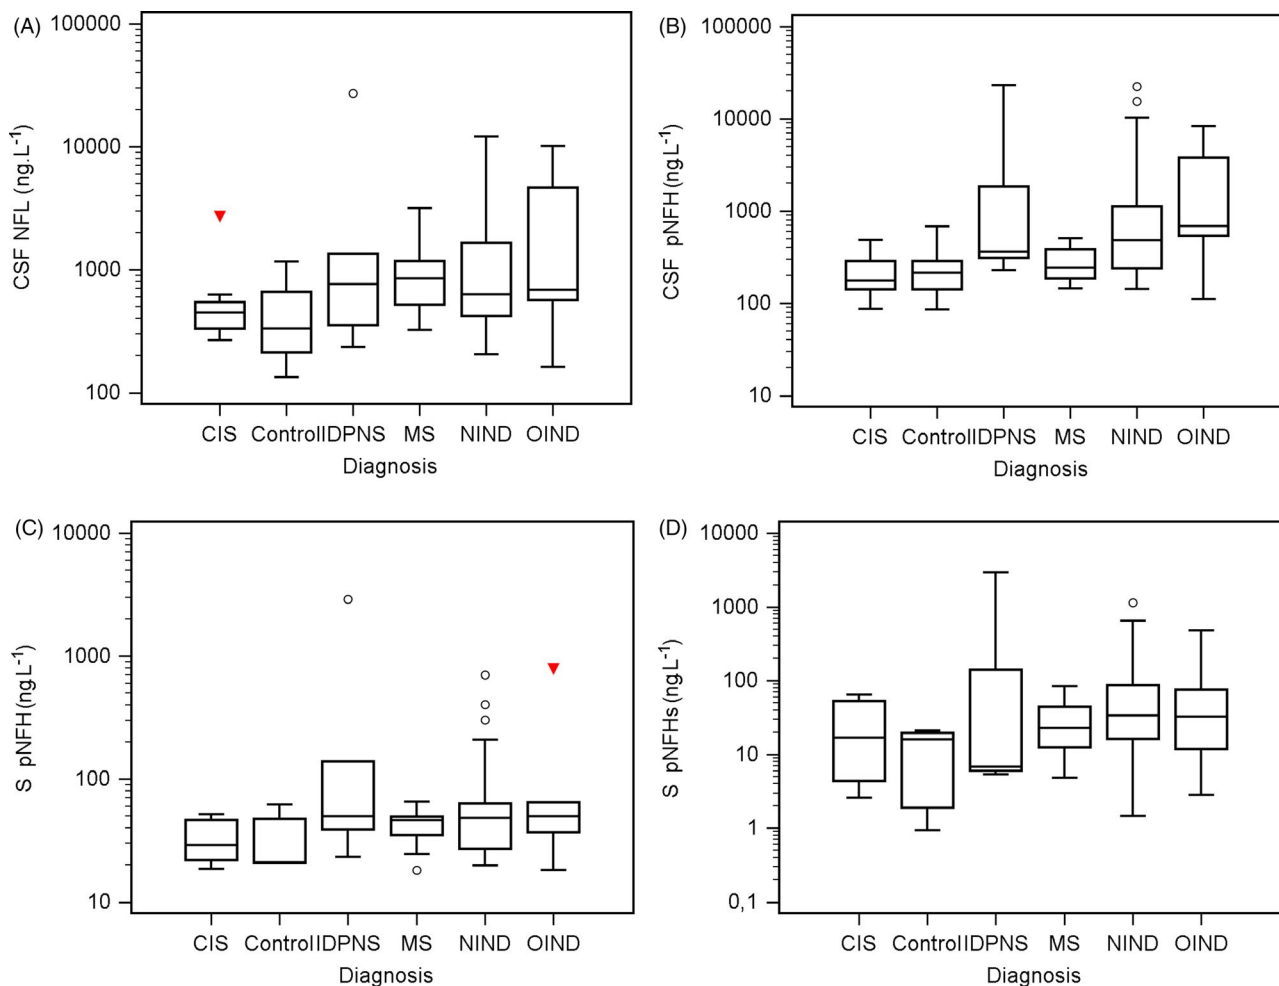 (A)
100000
10000
1000
100
CSF NFL (ng.L-1)
CIS ControlIDPNS MS NIND OIND
Diagnosis
(B)
100000
10000
1000
100
10
CSF pNFH (ng.L-1)
CIS ControlIDPNS MS NIND OIND
Diagnosis
(C)
10000
1000
100
10
S pNFH (ng.L-1)
CIS ControlIDPNS MS NIND OIND
Diagnosis
(D)
10000
1000
100
10
1
0,1
S pNFHs (ng.L-1)
CIS ControlIDPNS MS NIND OIND
Diagnosis